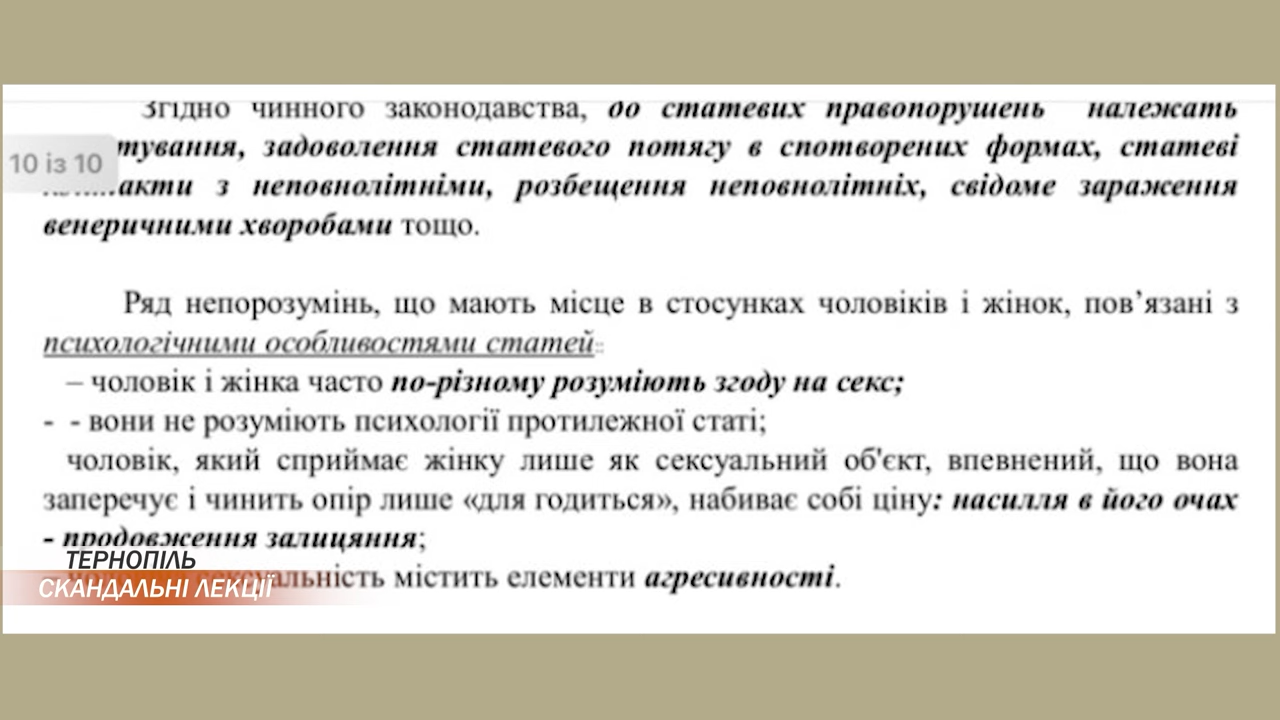 Згідно чинного законодавства, до статевих правопорушень належать
тування, задоволення статевого потягу в спотворених формах, статеві
10 із 10
з неповнолітніми, розбещення неповнолітніх, свідоме зараження
венеричними хворобами тощо.
Ряд непорозумінь, що мають місце в стосунках чоловіків і жінок, пов’язані з
психологічними особливостями статей:
– чоловік і жінка часто по-різному розуміють згоду на секс;
- - вони не розуміють психології протилежної статі;
чоловік, який сприймає жінку лише як сексуальний об'єкт, впевнений, що вона
заперечує і чинить опір лише «для годиться», набиває собі ціну: насилля в його очах
- продовження залицяння;
ТЕРНОПІЛЬ
містить елементи агресивності.
СКАНДАЛЬНІ ЛЕКЦІЇ